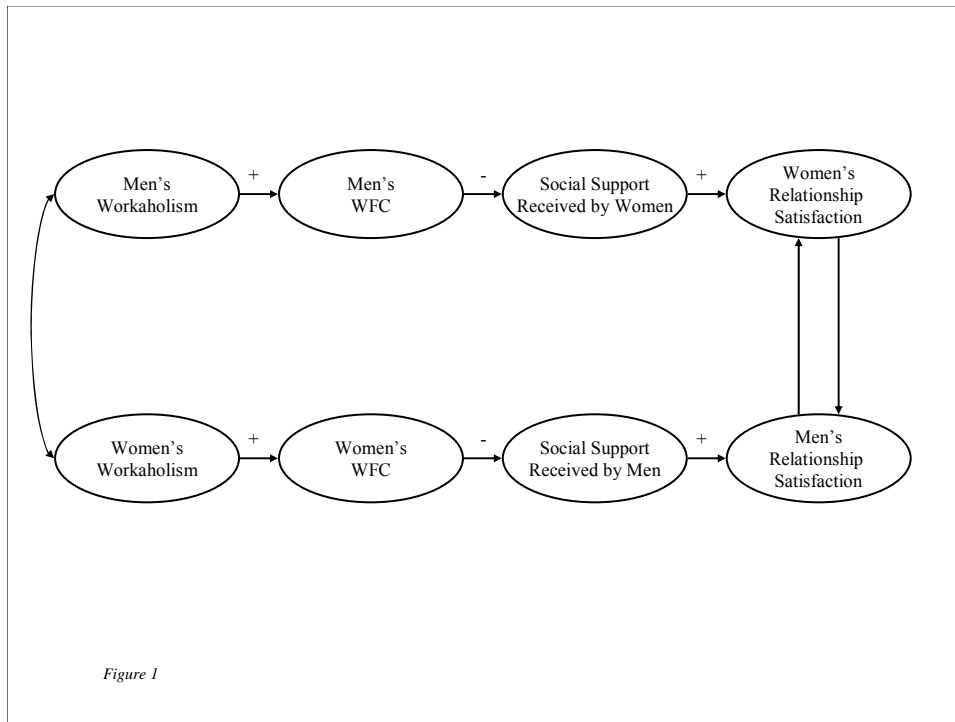 +
-
+
Men's
Workaholism
Men's
WFC
Social Support
Received by Women
Women's
Relationship
Satisfaction
+
-
+
Women's
Workaholism
Women's
WFC
Social Support
Received by Men
Men's
Relationship
Satisfaction
Figure 1